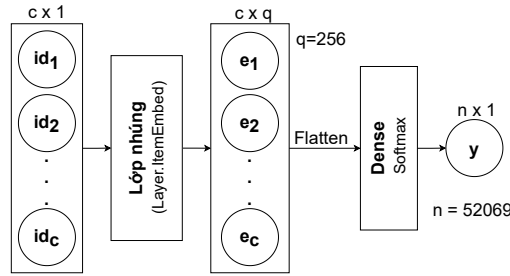 c x 1
id1
id2
.
.
.
idc
Lớp nhúng
(Layer.ItemEmbed)
c x q
e1
e2
.
.
.
ec
q=256
Flatten
Dense
Softmax
n x 1
y
n = 52069